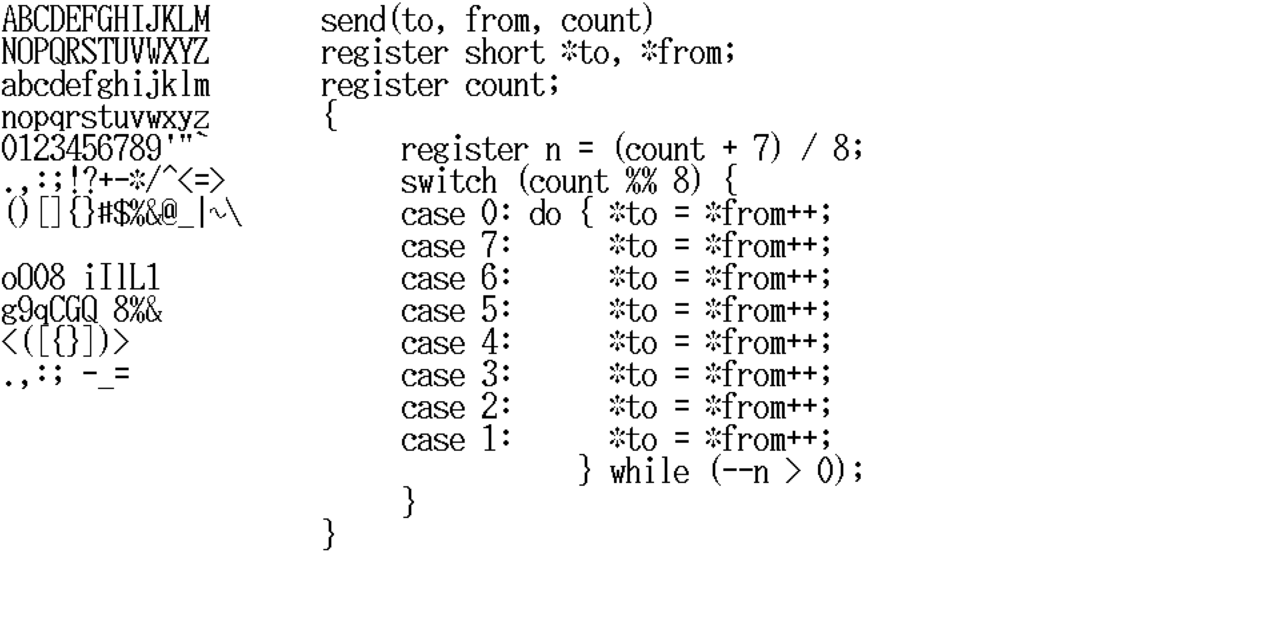 ABCDEFGHIJKLM
NOPQRSTUVWXYZ
abcdefghijklm
nopqrstuvwxyz
0123456789'"`
.,:;!?+-*/^<=>
()[]{}#$%&@_|~\
oO08 iIlL1
g9qCGQ 8%&
<([{}])>
.,:; -_=
send(to, from, count)
register short *to, *from;
register count;
{
     register n = (count + 7) / 8;
     switch (count %% 8) {
     case 0: do { *to = *from++;
     case 7:      *to = *from++;
     case 6:      *to = *from++;
     case 5:      *to = *from++;
     case 4:      *to = *from++;
     case 3:      *to = *from++;
     case 2:      *to = *from++;
     case 1:      *to = *from++;
                } while (--n > 0);
     }
}